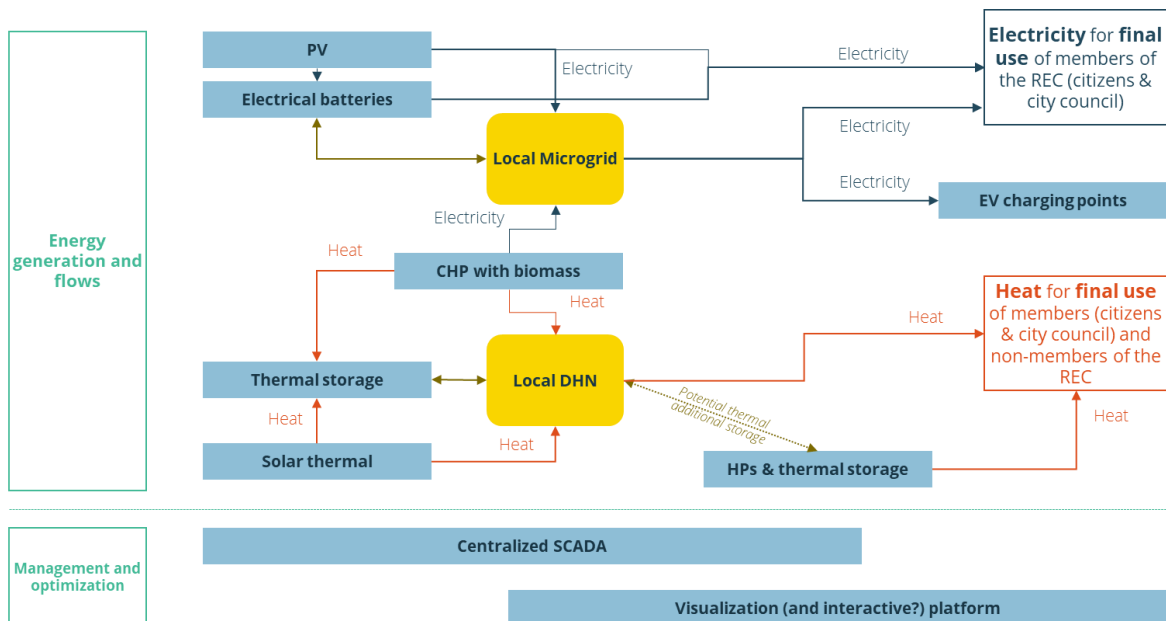 PV
Electrical batteries
Electricity
Electricity
Electricity for final
use of members of
the REC (citizens &
city council)
Local Microgrid
Electricity
Electricity
EV charging points
Energy
generation and
flows
Electricity
Heat
CHP with biomass
Heat
Heat
Heat for final use
of members (citizens
& city council) and
non-members of the
REC
Thermal storage
Local DHN
Potential thermal
additional storage
Heat
Heat
Heat
Solar thermal
HPs & thermal storage
Management and
optimization
Centralized SCADA
Visualization (and interactive?) platform